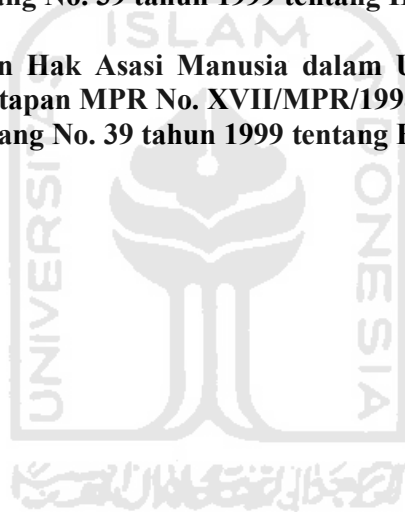 ang No. 39 tahun 1999 tentang H
n Hak Asasi Manusia dalam U
tapan MPR No. XVII/MPR/199
ang No. 39 tahun 1999 tentang H
ISLAM
UNIVERSITAS
INDONESIA